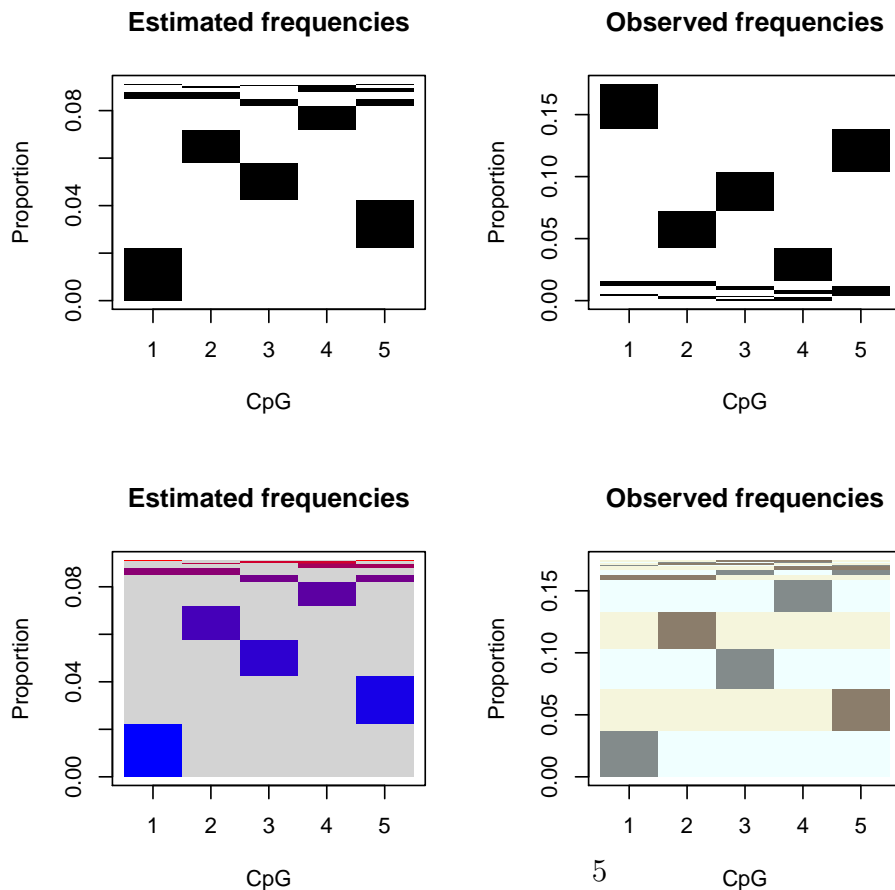 Estimated frequencies
Proportion
0.08
0.04
0.00
1 2 3 4 5
CpG
Observed frequencies
Proportion
0.15
0.10
0.05
0.00
1 2 3 4 5
CpG
Estimated frequencies
Proportion
0.08
0.04
0.00
1 2 3 4 5
CpG
Observed frequencies
Proportion
0.15
0.10
0.05
0.00
1 2 3 4 5
CpG
5